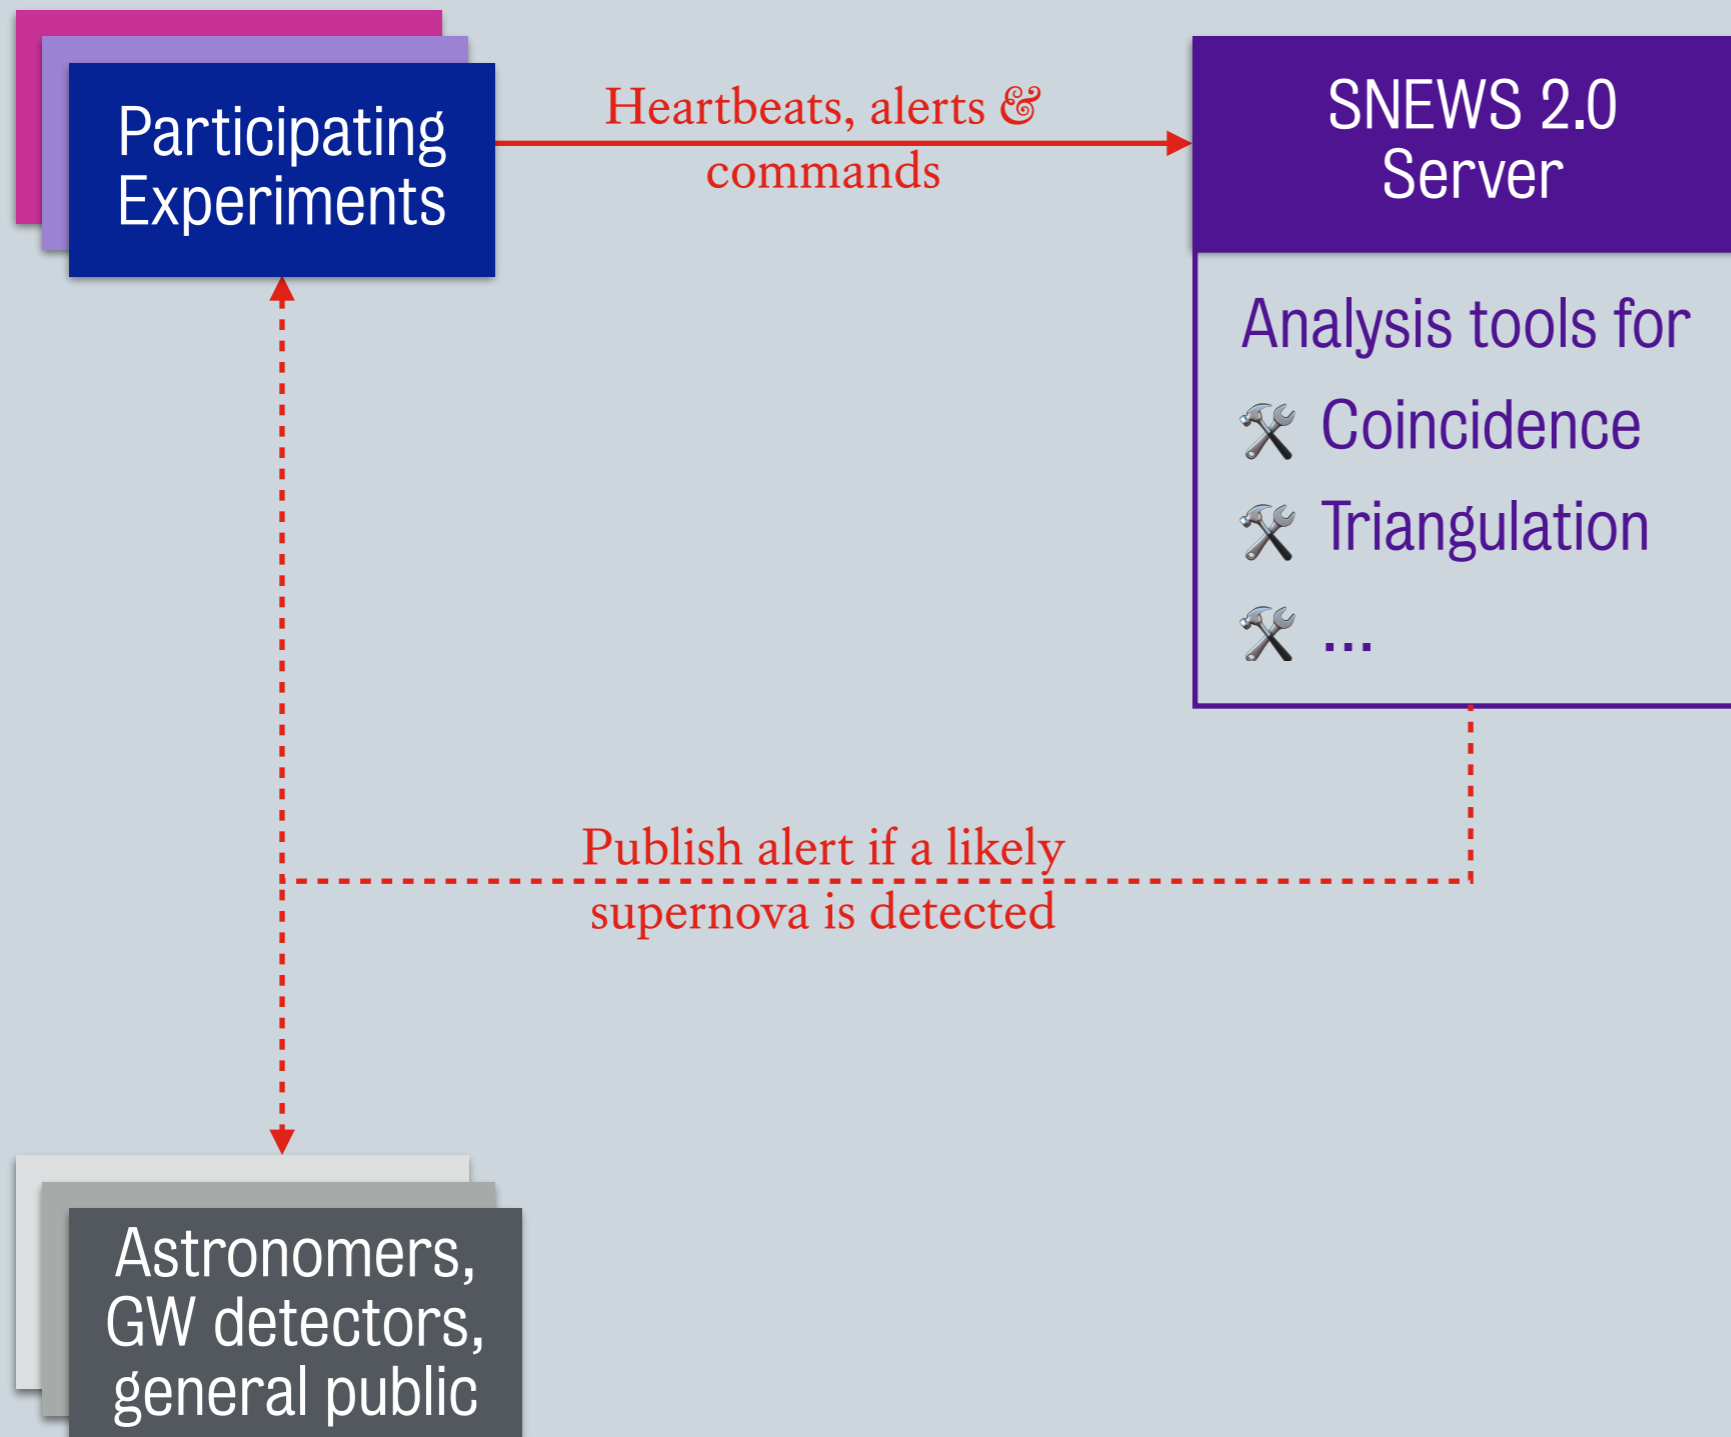 Participating
Experiments
Heartbeats, alerts &
commands
SNEWS 2.0
Server
Analysis tools for
Coincidence
Triangulation
...
Publish alert if a likely
supernova is detected
Astronomers,
GW detectors,
general public